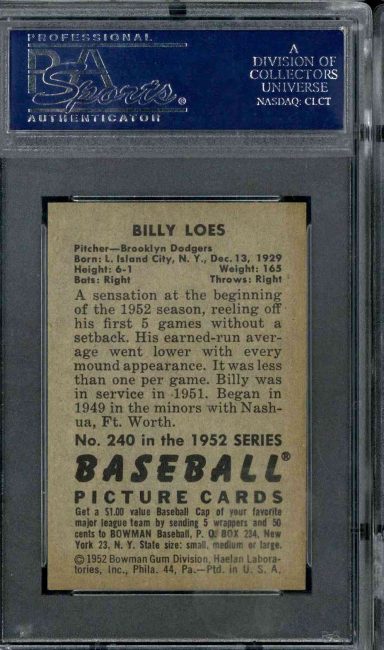 PROFESSIONAL
PSA
Sports®
AUTHENTICATOR
A
DIVISION OF
COLLECTORS
UNIVERSE
NASDAQ: CLCT
BILLY LOES
Pitcher—Brooklyn Dodgers
Born: L. Island City, N. Y., Dec. 13, 1929
Height: 6-1 Weight: 165
Bats: Right Throws: Right
A sensation at the beginning
of the 1952 season, reeling off
his first 5 games without a
setback. His earned-run aver-
age went lower with every
mound appearance. It was less
than one per game. Billy was
in service in 1951. Began in
1949 in the minors with Nash-
ua, Ft. Worth.
No. 240 in the 1952 SERIES
BASEBALL®
PICTURE CARDS
Get a $1.00 value Baseball Cap of your favorite
major league team by sending 5 wrappers and 50
cents to BOWMAN Baseball, P. O. BOX 234, New
York 23, N. Y. State size: small, medium or large.
©1952 Bowman Gum Division, Haelan Labora-
tories, Inc., Phila. 44, Pa.—Ptd. in U. S. A.